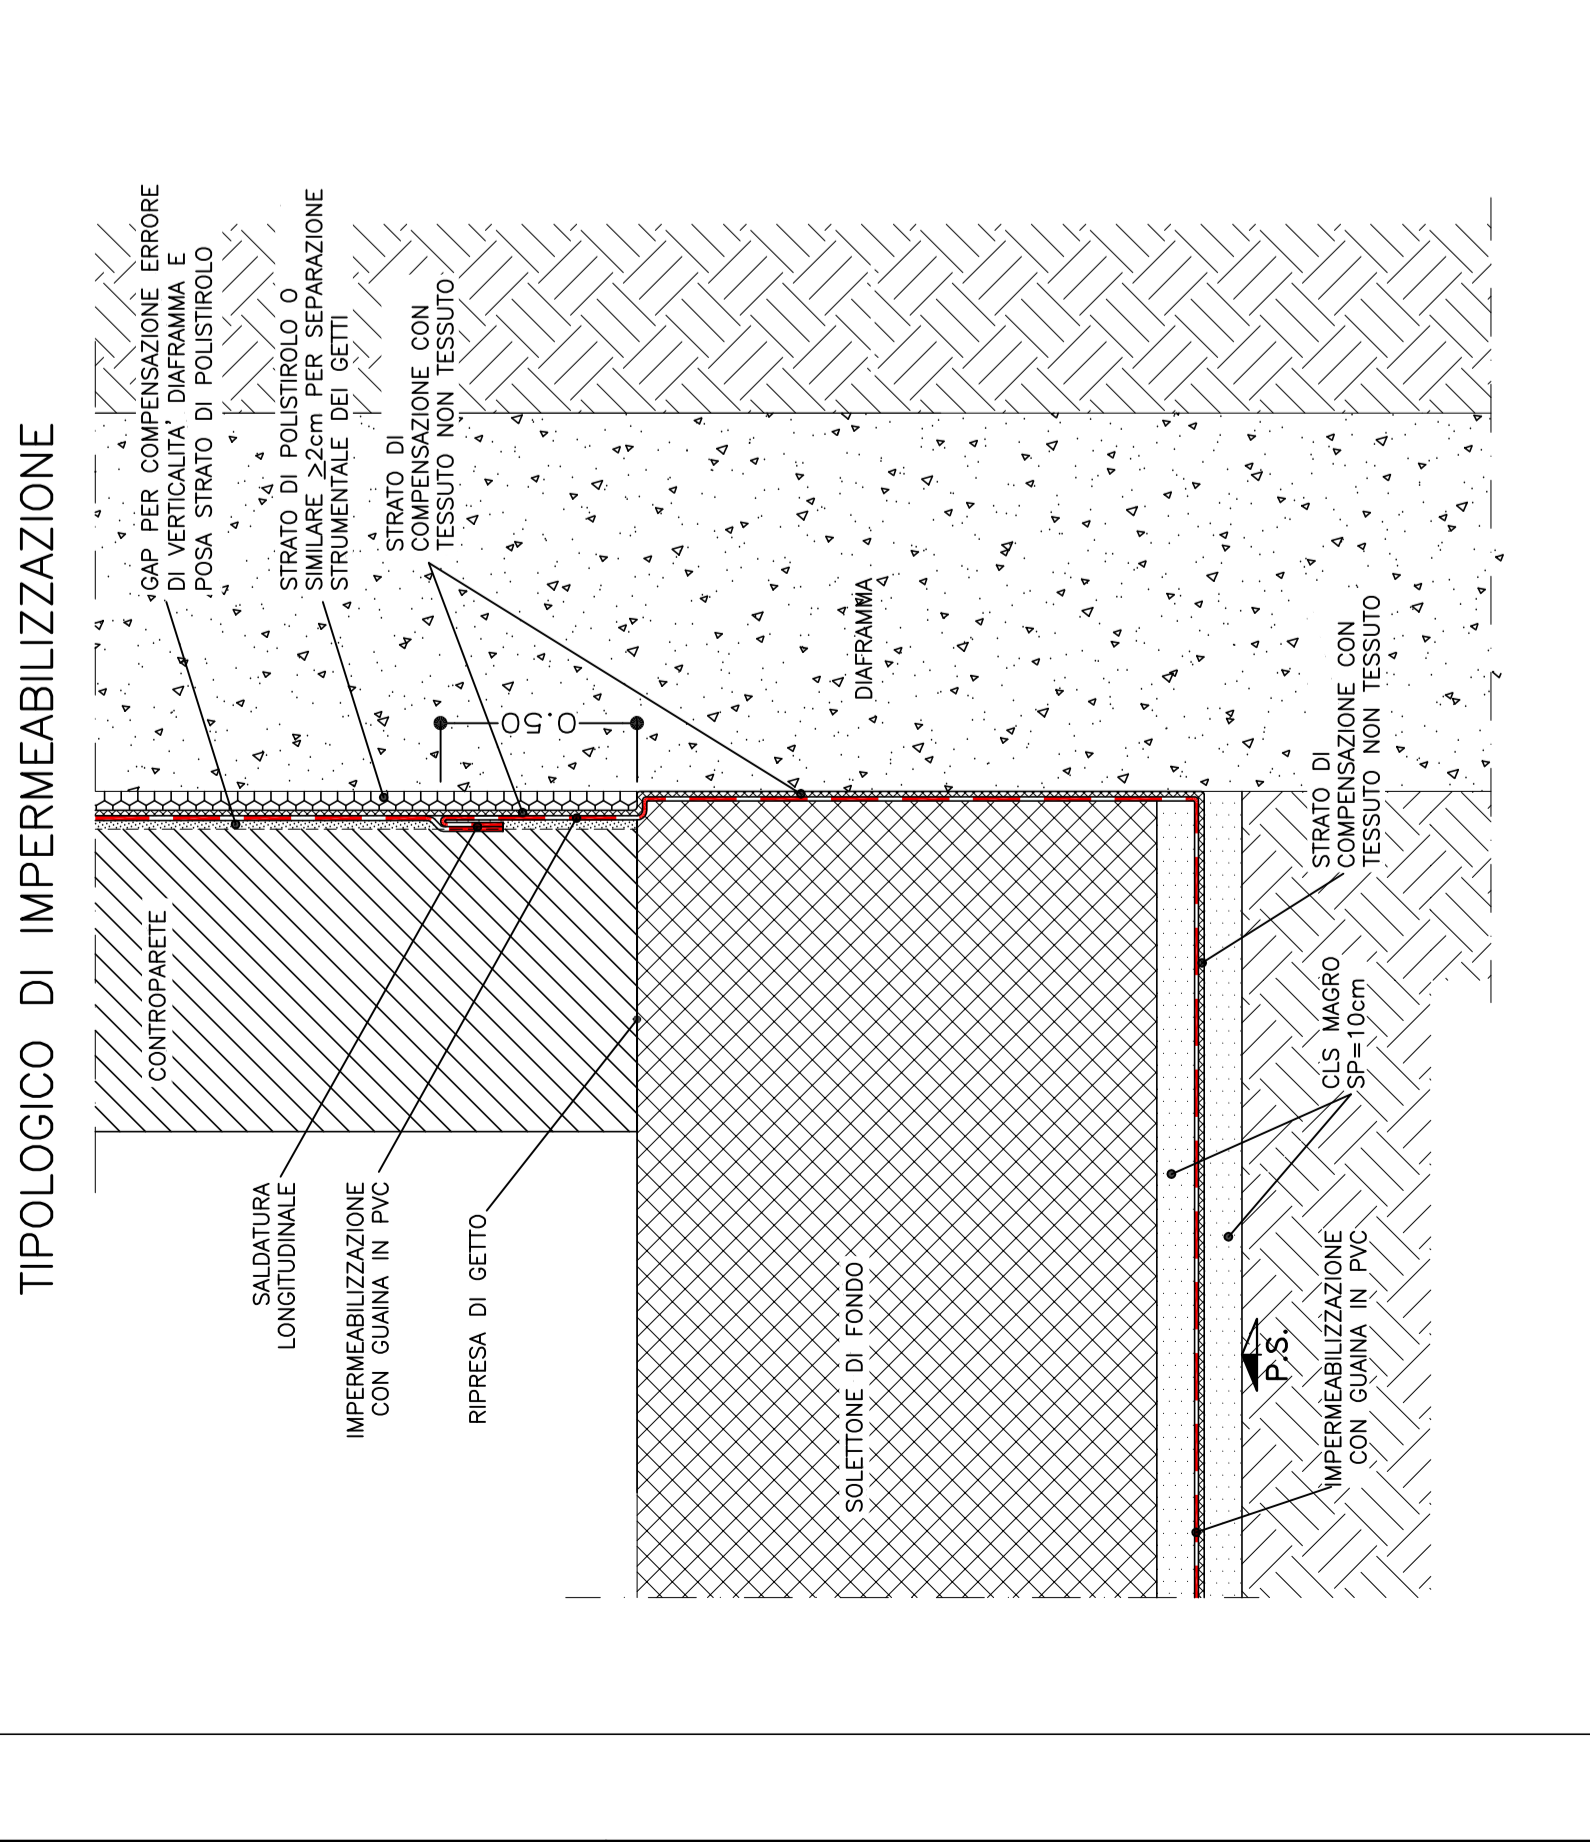 TIPOLOGICO DI IMPERMEABILIZZAZIONE
GAP PER COMPENSAZIONE ERRORE
DI VERTICALITA' DIAFRAMMA E
POSA STRATO DI POLISTIROLO
STRATO DI POLISTIROLO O
SIMILARE ≥2cm PER SEPARAZIONE
STRUMENTALE DEI GETTI
STRATO DI
COMPENSAZIONE CON
TESSUTO NON TESSUTO
CONTROPARETE
0.50
DIAFRAMMA
SALDATURA
LONGITUDINALE
IMPERMEABILIZZAZIONE
CON GUAINA IN PVC
RIPRESA DI GETTO
SOLETTONE DI FONDO
STRATO DI
COMPENSAZIONE CON
TESSUTO NON TESSUTO
CLS MAGRO
SP=10cm
P.S.
IMPERMEABILIZZAZIONE
CON GUAINA IN PVC